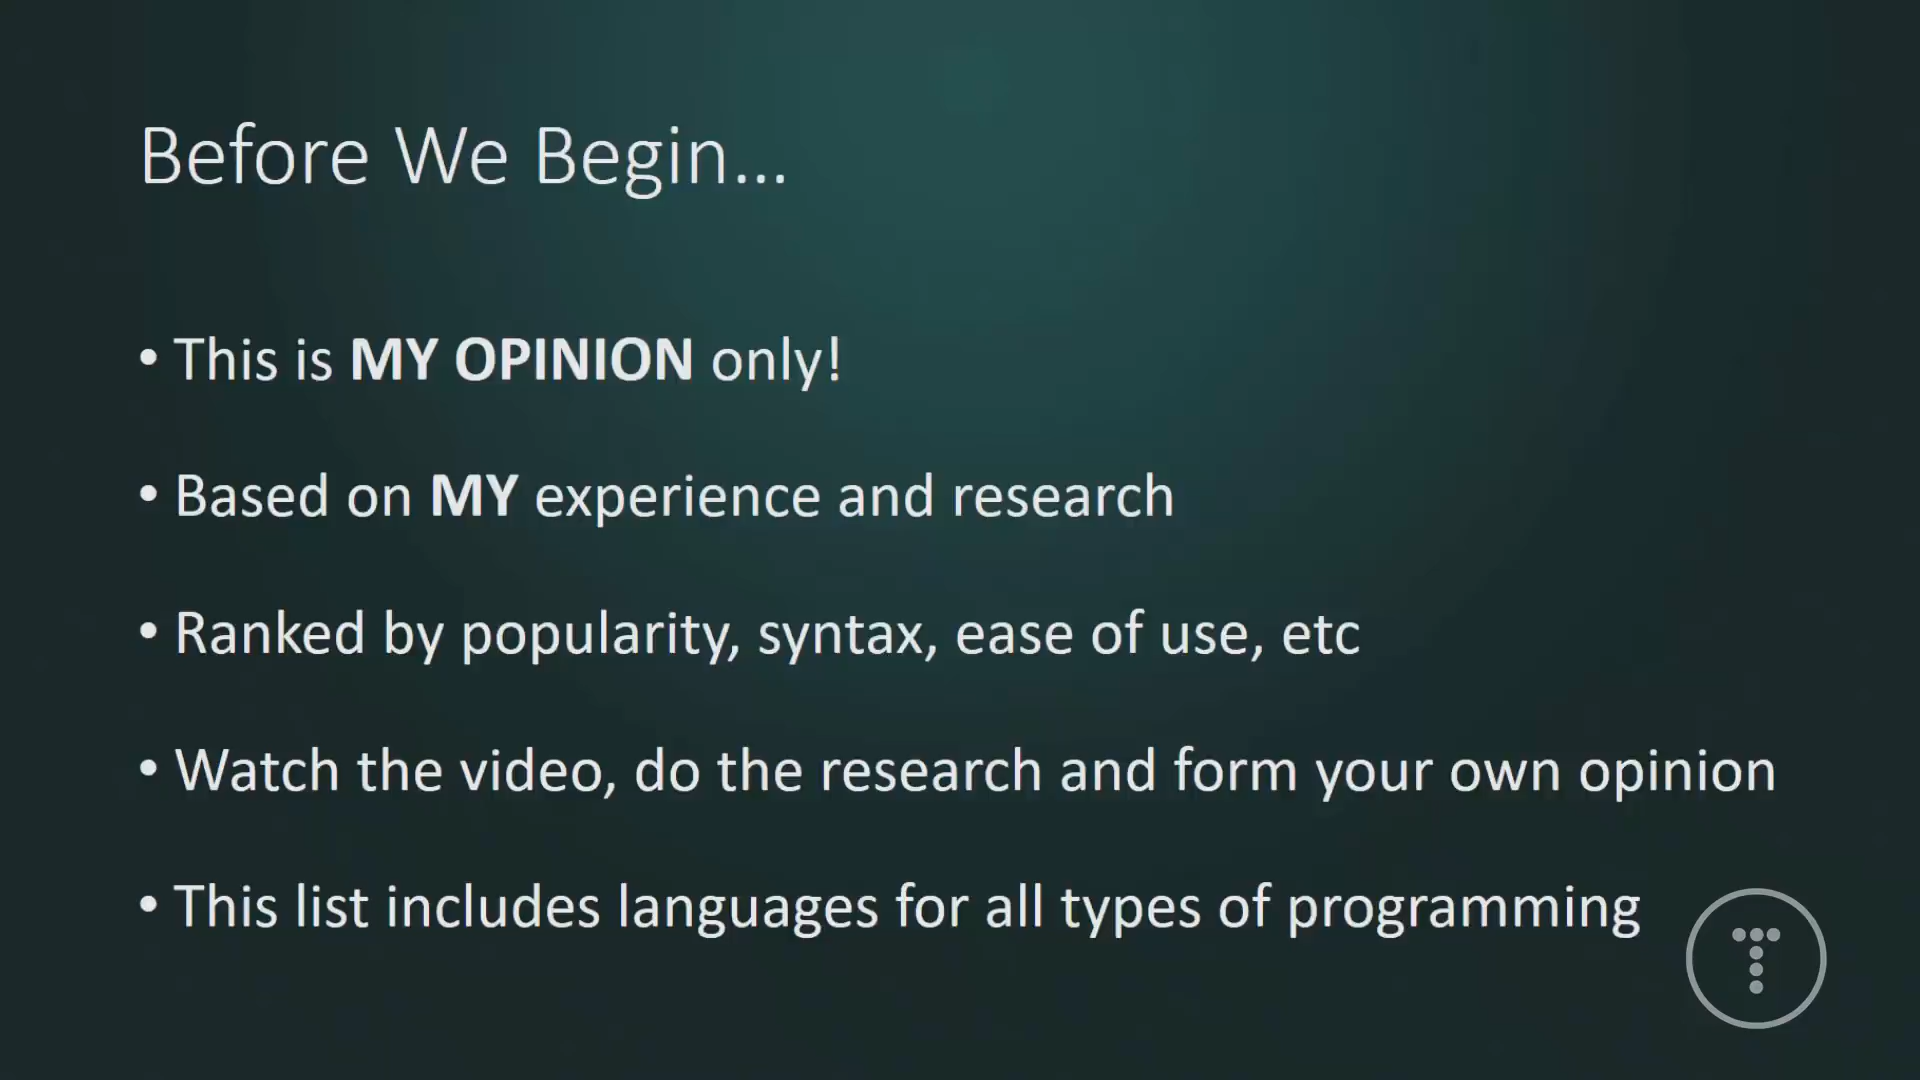 Before We Begin...
• This is MY OPINION only!
• Based on MY experience and research
• Ranked by popularity, syntax, ease of use, etc
• Watch the video, do the research and form your own opinion
• This list includes languages for all types of programming
T